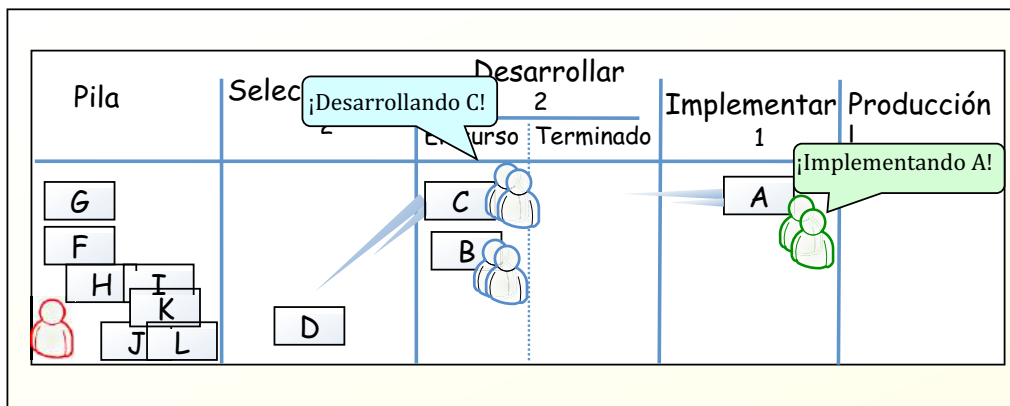 Pila
Selec
2
Desarrollar
2
En curso
Terminado
Implementar
1
Producción
¡Desarrollando C!
¡Implementando A!
G
F
H
I
K
J
L
D
C
B
A